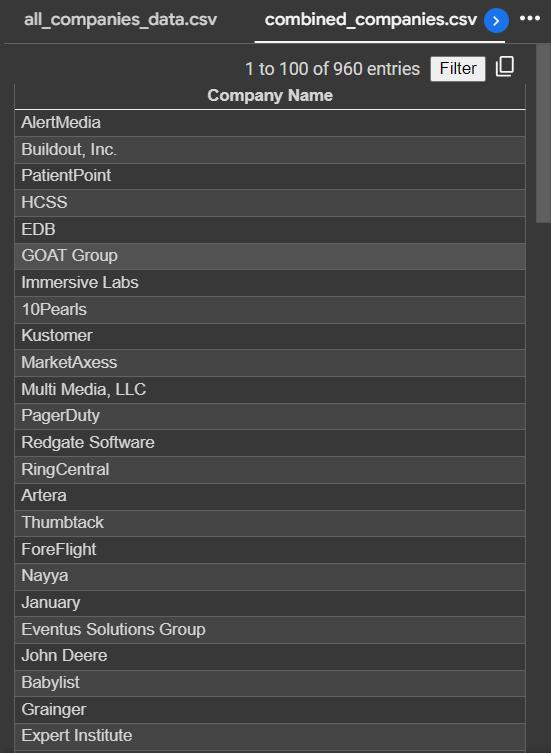 all_companies_data.csv combined_companies.csv
1 to 100 of 960 entries Filter
Company Name
AlertMedia
Buildout, Inc.
PatientPoint
HCSS
EDB
GOAT Group
Immersive Labs
10Pearls
Kustomer
MarketAxess
Multi Media, LLC
PagerDuty
Redgate Software
RingCentral
Artera
Thumbtack
ForeFlight
Nayya
January
Eventus Solutions Group
John Deere
Babylist
Grainger
Expert Institute